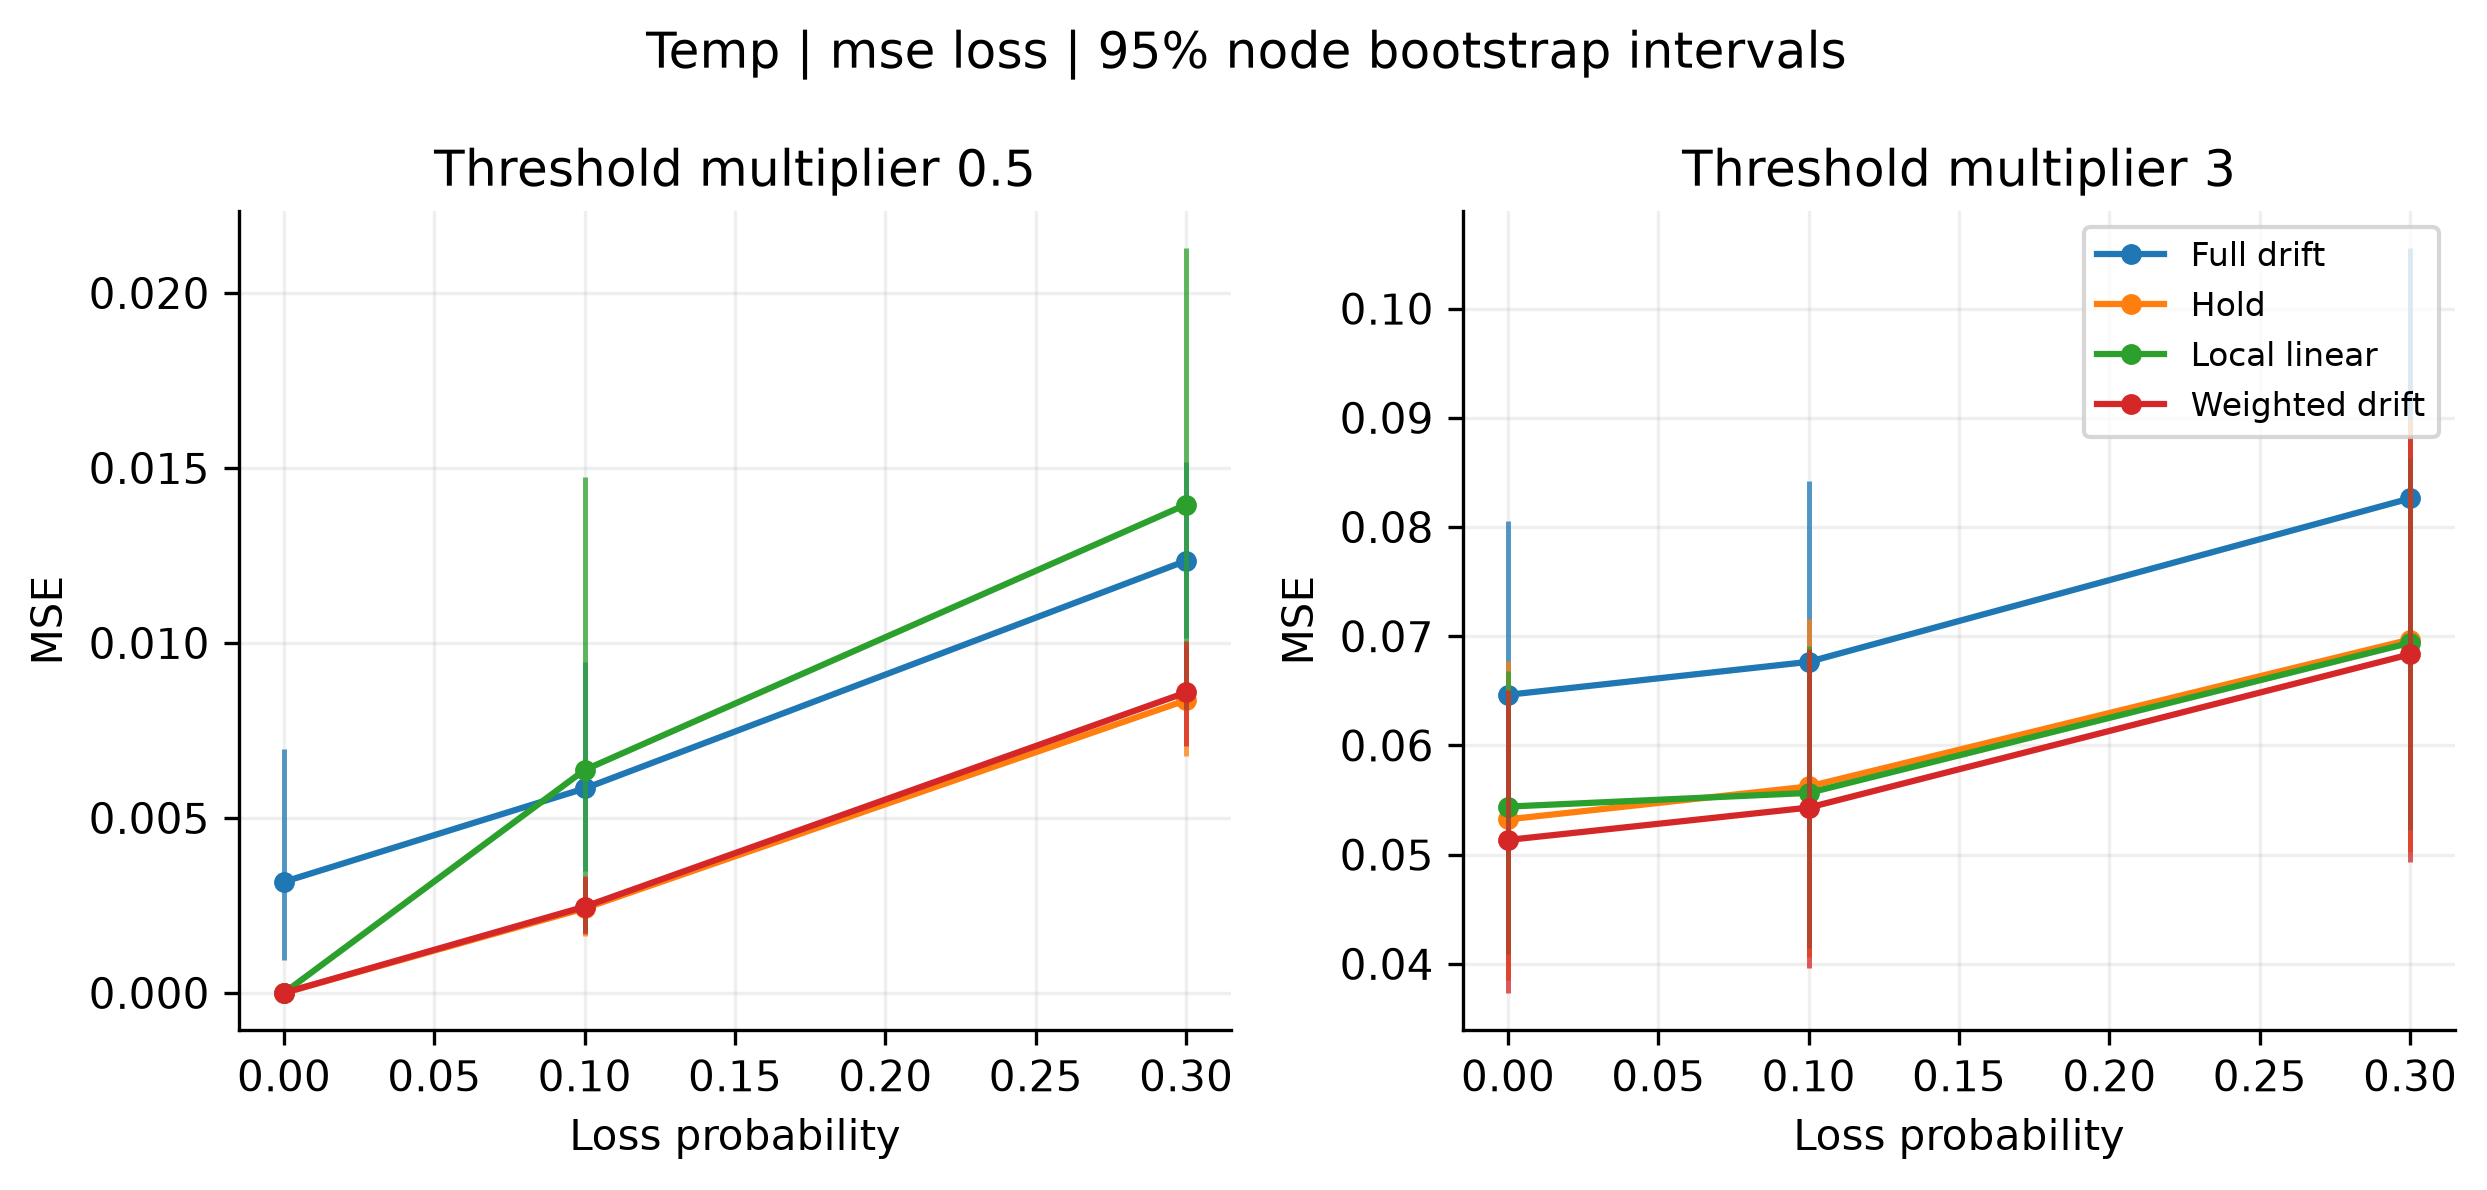 Temp | mse loss | 95% node bootstrap intervals
Threshold multiplier 0.5
MSE
0.020
0.015
0.010
0.005
0.000
0.00 0.05 0.10 0.15 0.20 0.25 0.30
Loss probability
Threshold multiplier 3
MSE
0.10
0.09
0.08
0.07
0.06
0.05
0.04
0.00 0.05 0.10 0.15 0.20 0.25 0.30
Loss probability
Full drift
Hold
Local linear
Weighted drift